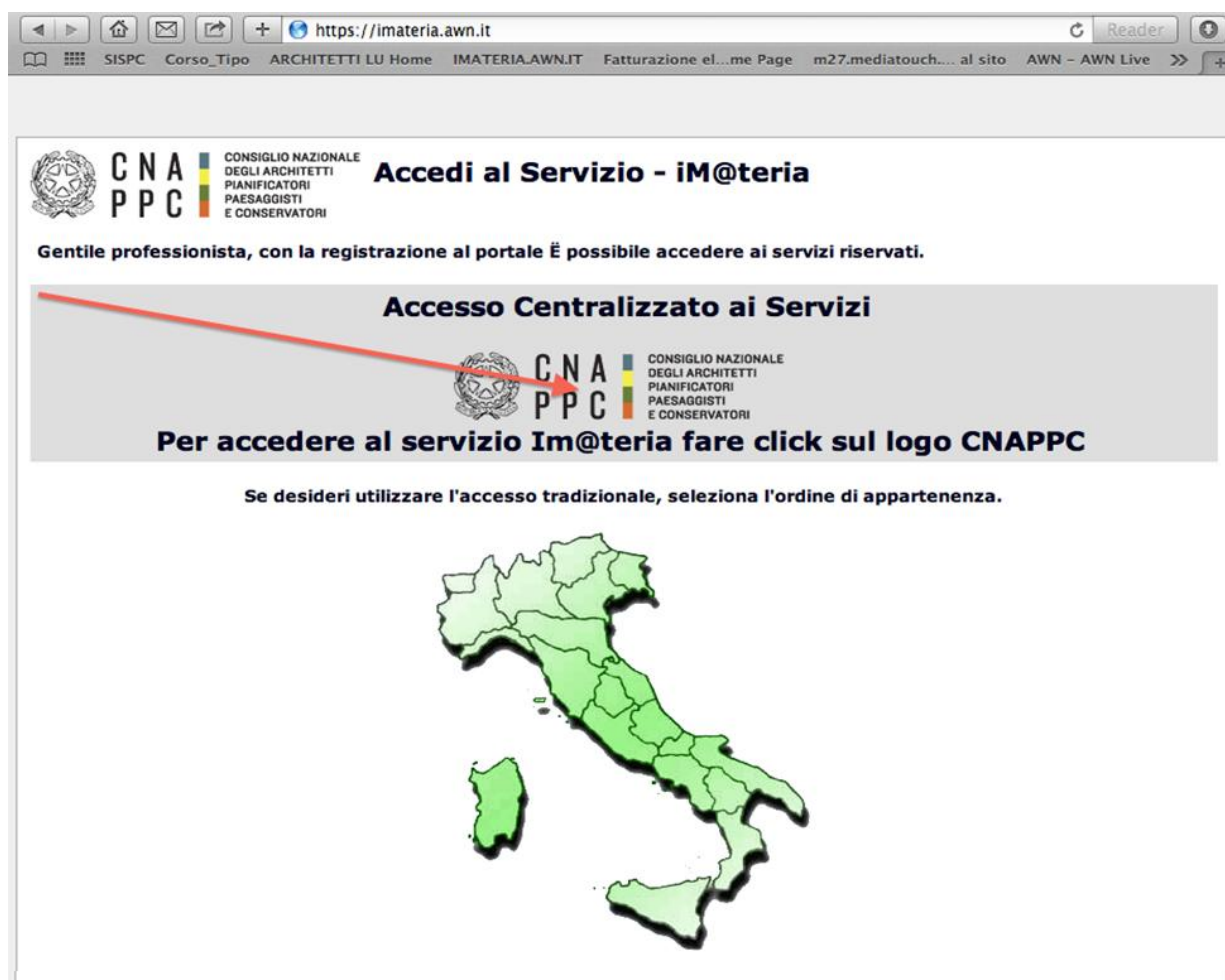 https://imateria.awn.it
Reader
SISPC Corso_Tipo ARCHITETTI LU Home IMATERIA.AWN.IT Fatturazione el...me Page m27.mediatouch.... al sito AWN – AWN Live >>
CNA
PPC
CONSIGLIO NAZIONALE
DEGLI ARCHITETTI
PIANIFICATORI
PAESAGGISTI
E CONSERVATORI
Accedi al Servizio - iM@teria
Gentile professionista, con la registrazione al portale Ë possibile accedere ai servizi riservati.
Accesso Centralizzato ai Servizi
CNA
PPC
CONSIGLIO NAZIONALE
DEGLI ARCHITETTI
PIANIFICATORI
PAESAGGISTI
E CONSERVATORI
Per accedere al servizio Im@teria fare click sul logo CNAPPC
Se desideri utilizzare l'accesso tradizionale, seleziona l'ordine di appartenenza.